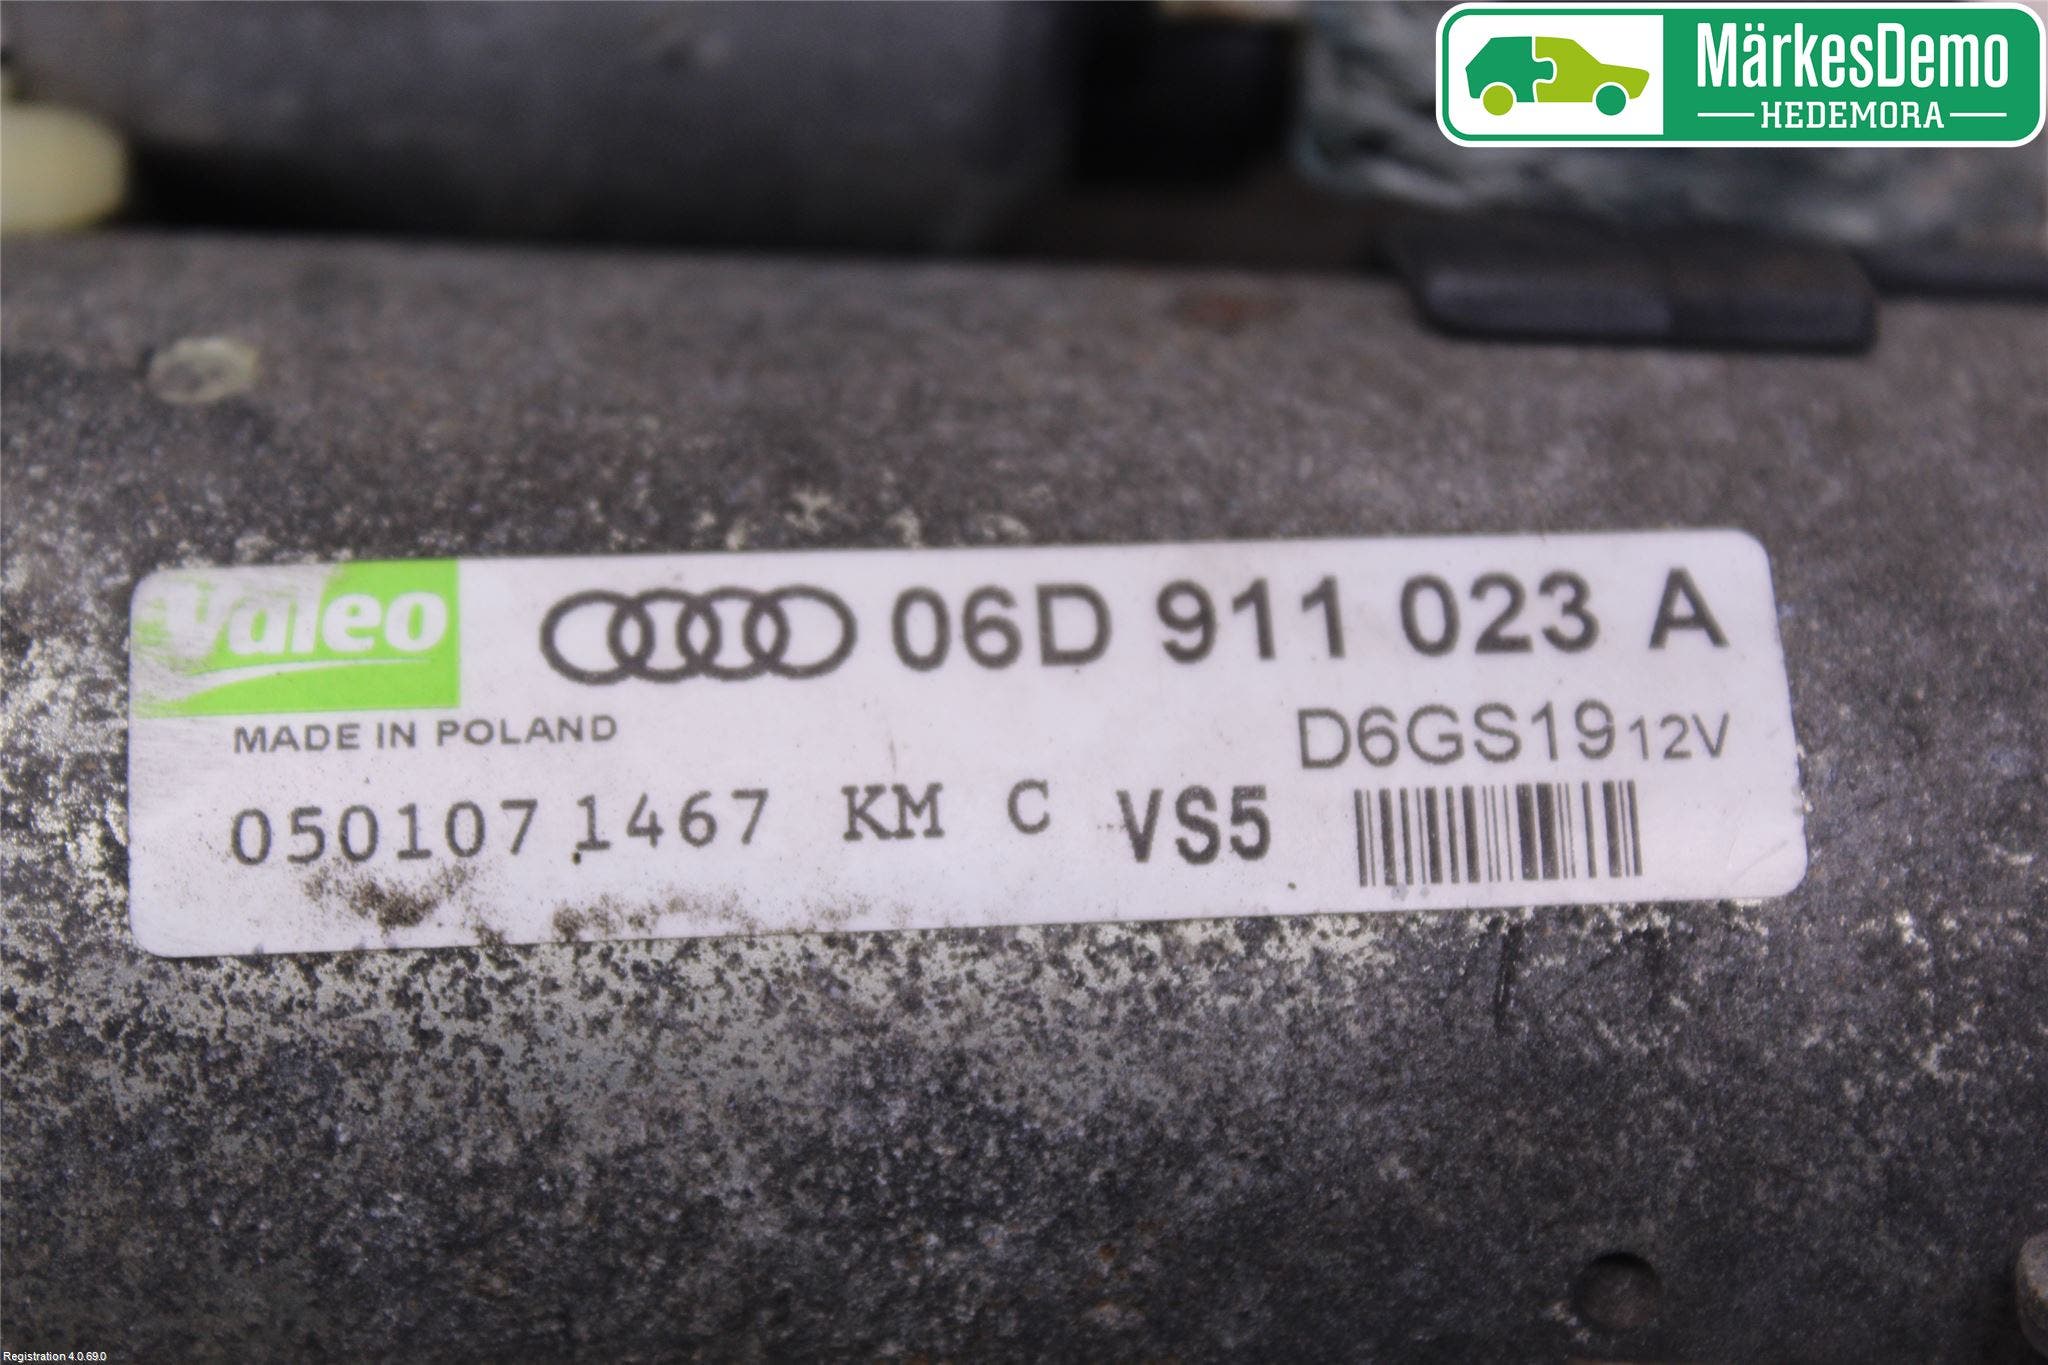 MärkesDemo
HEDEMORA
Valeo 06D 911 023 A
MADE IN POLAND D6GS19 12V
050107 1467 KM C VS5
Registration 4.0.69.0